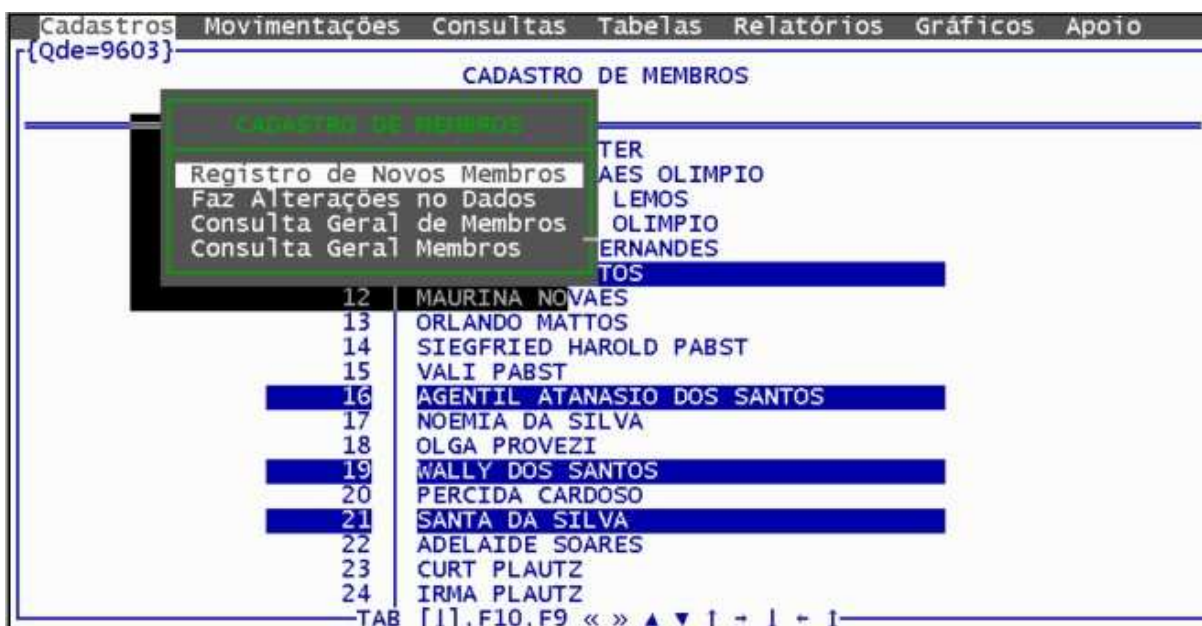 Cadastros Movimentações Consultas Tabelas Relatórios Gráficos Apoio
{Qde=9603}
CADASTRO DE MEMBROS
CADASTRO DE MEMBROS
Registro de Novos Membros
Faz Alterações no Dados
Consulta Geral de Membros
Consulta Geral Membros
TER
AES OLIMPIO
LEMOS
OLIMPIO
ERNANDES
TOS
12 MAURINA NOVAES
13 ORLANDO MATTOS
14 SIEGFRIED HAROLD PABST
15 VALI PABST
16 AGENTIL ATANASIO DOS SANTOS
17 NOEMIA DA SILVA
18 OLGA PROVEZI
19 WALLY DOS SANTOS
20 PERCIDA CARDOSO
21 SANTA DA SILVA
22 ADELAIDE SOARES
23 CURT PLAUTZ
24 IRMA PLAUTZ
TAB [↓],F10,F9 « » ▲ ▼ ↑ → ↓ ← ↑